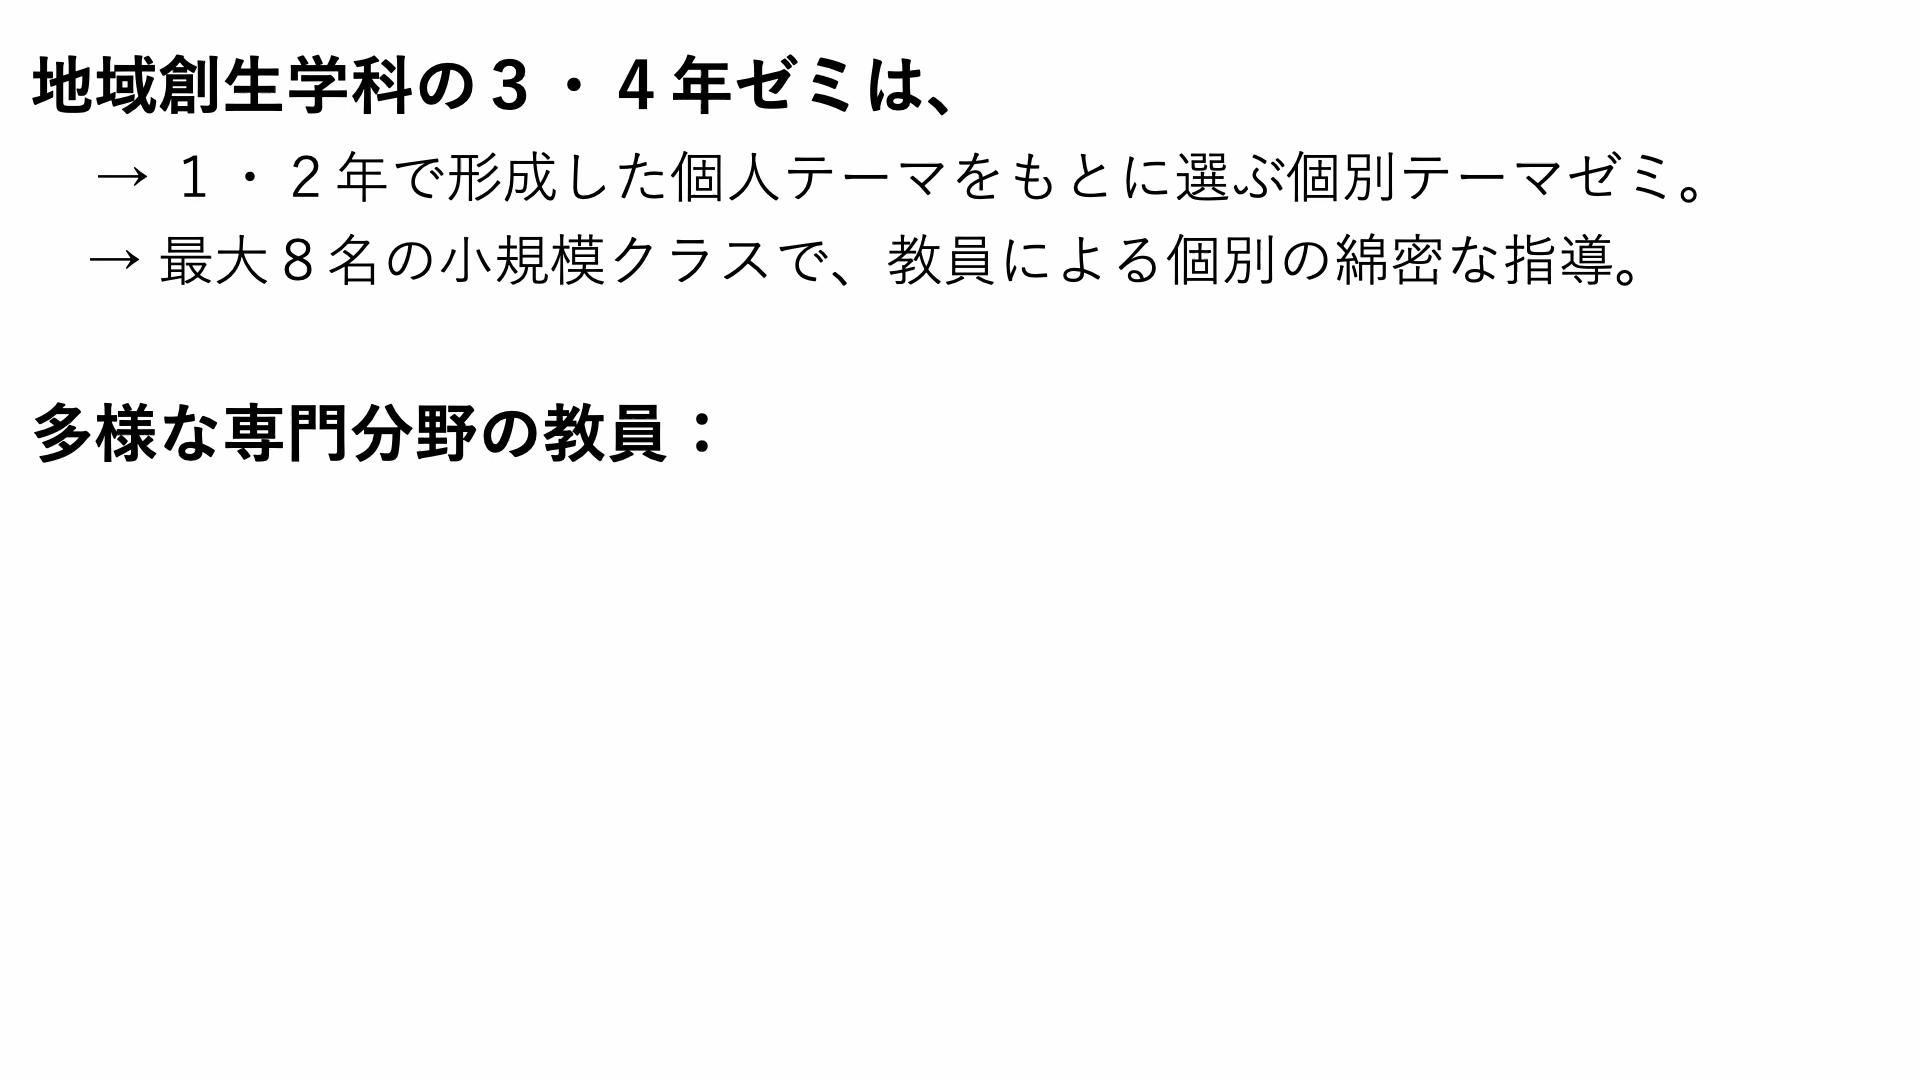 地域創生学科の３・４年ゼミは、
→ １・２年で形成した個人テーマをもとに選ぶ個別テーマゼミ。
→ 最大８名の小規模クラスで、教員による個別の綿密な指導。
多様な専門分野の教員：